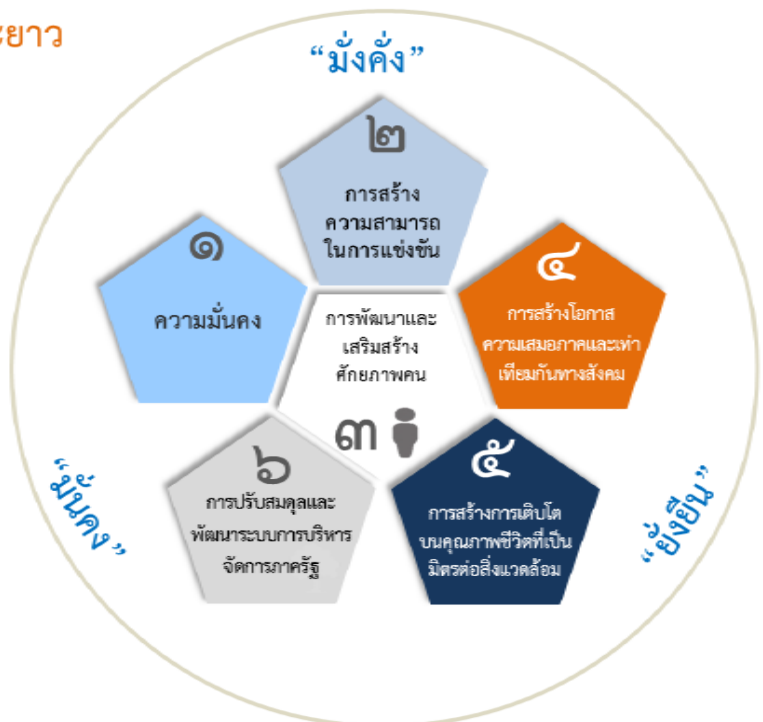 ะยาว
“มั่งคั่ง”
๒
การสร้าง
ความสามารถ
ในการแข่งขัน
๑
ความมั่นคง
การพัฒนาและ
เสริมสร้าง
ศักยภาพคน
๓
๔
การสร้างโอกาส
ความเสมอภาคและเท่า
เทียมกันทางสังคม
๖
การปรับสมดุลและ
พัฒนาระบบการบริหาร
จัดการภาครัฐ
๕
การสร้างการเติบโต
บนคุณภาพชีวิตที่เป็น
มิตรต่อสิ่งแวดล้อม
“มั่นคง”
“ยั่งยืน”